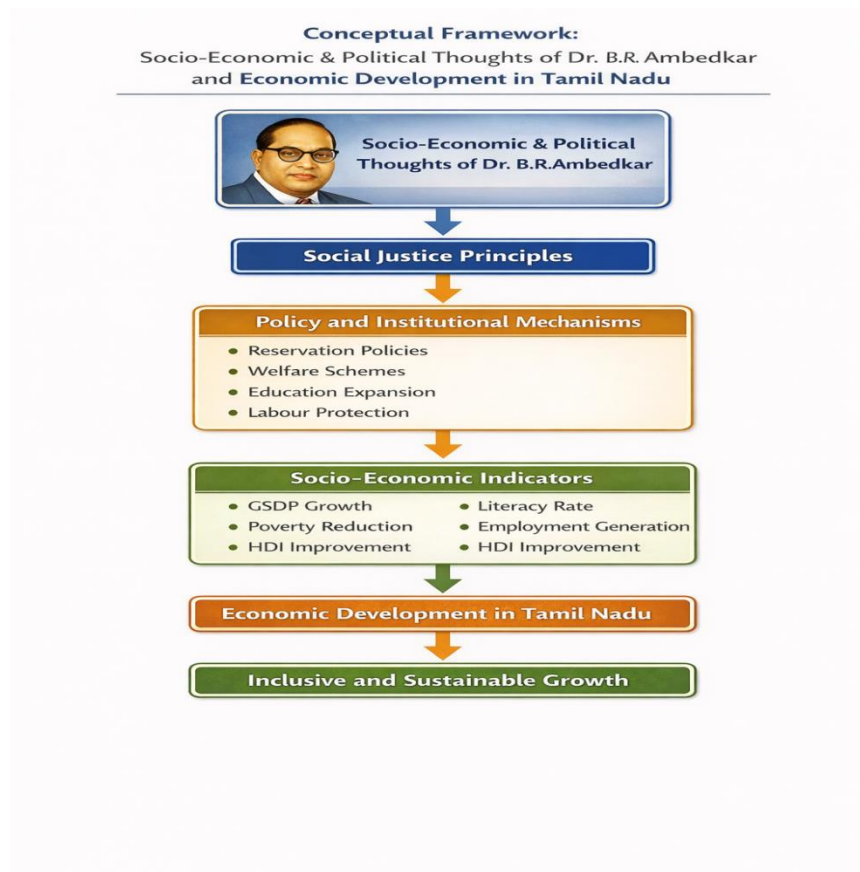 Conceptual Framework:
Socio-Economic & Political Thoughts of Dr. B.R. Ambedkar
and Economic Development in Tamil Nadu
Socio-Economic & Political
Thoughts of Dr. B.R.Ambedkar
Social Justice Principles
Policy and Institutional Mechanisms
• Reservation Policies
• Welfare Schemes
• Education Expansion
• Labour Protection
Socio-Economic Indicators
• GSDP Growth
• Poverty Reduction
• HDI Improvement
• Literacy Rate
• Employment Generation
• HDI Improvement
Economic Development in Tamil Nadu
Inclusive and Sustainable Growth